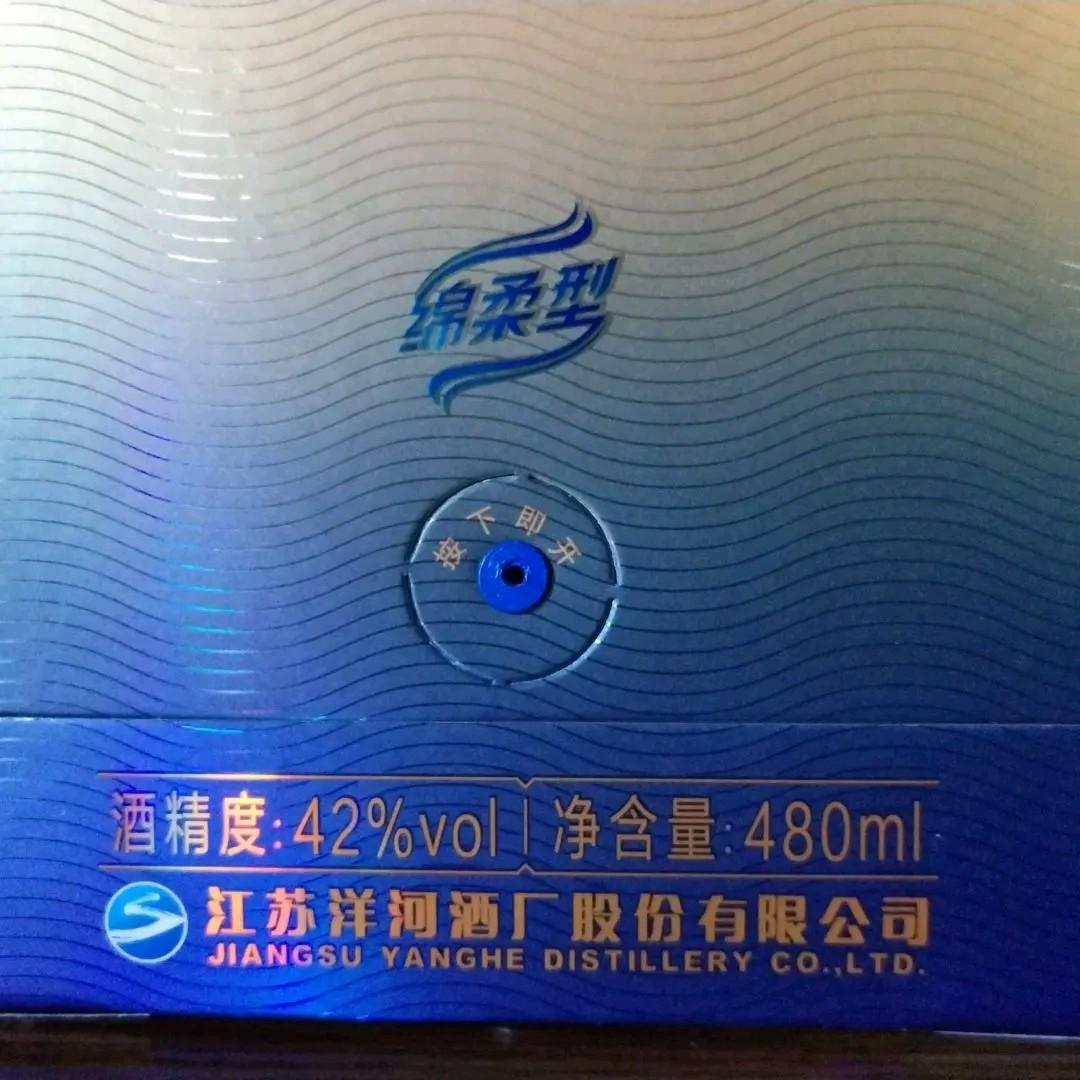 绵柔型
按下即开
酒精度:42%vol | 净含量:480ml
江苏洋河酒厂股份有限公司
JIANGSU YANGHE DISTILLERY CO.,LTD.